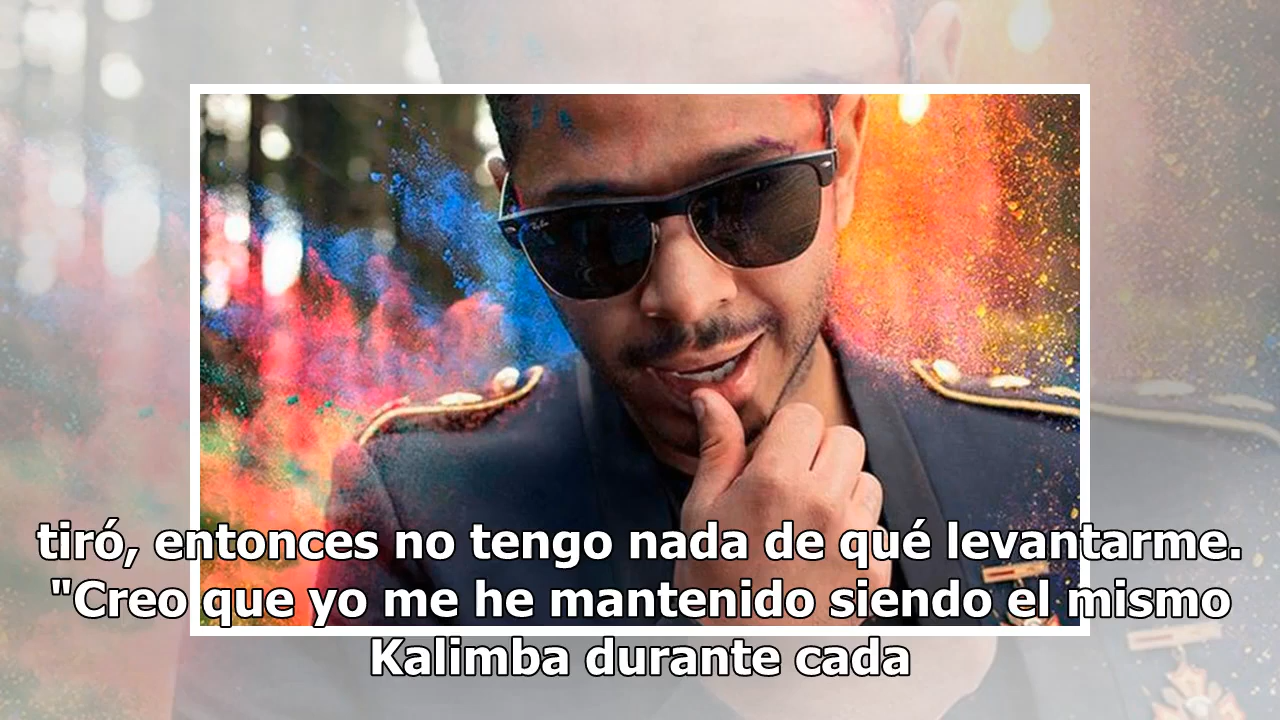 tiró, entonces no tengo nada de qué levantarme.
"Creo que yo me he mantenido siendo el mismo
Kalimba durante cada